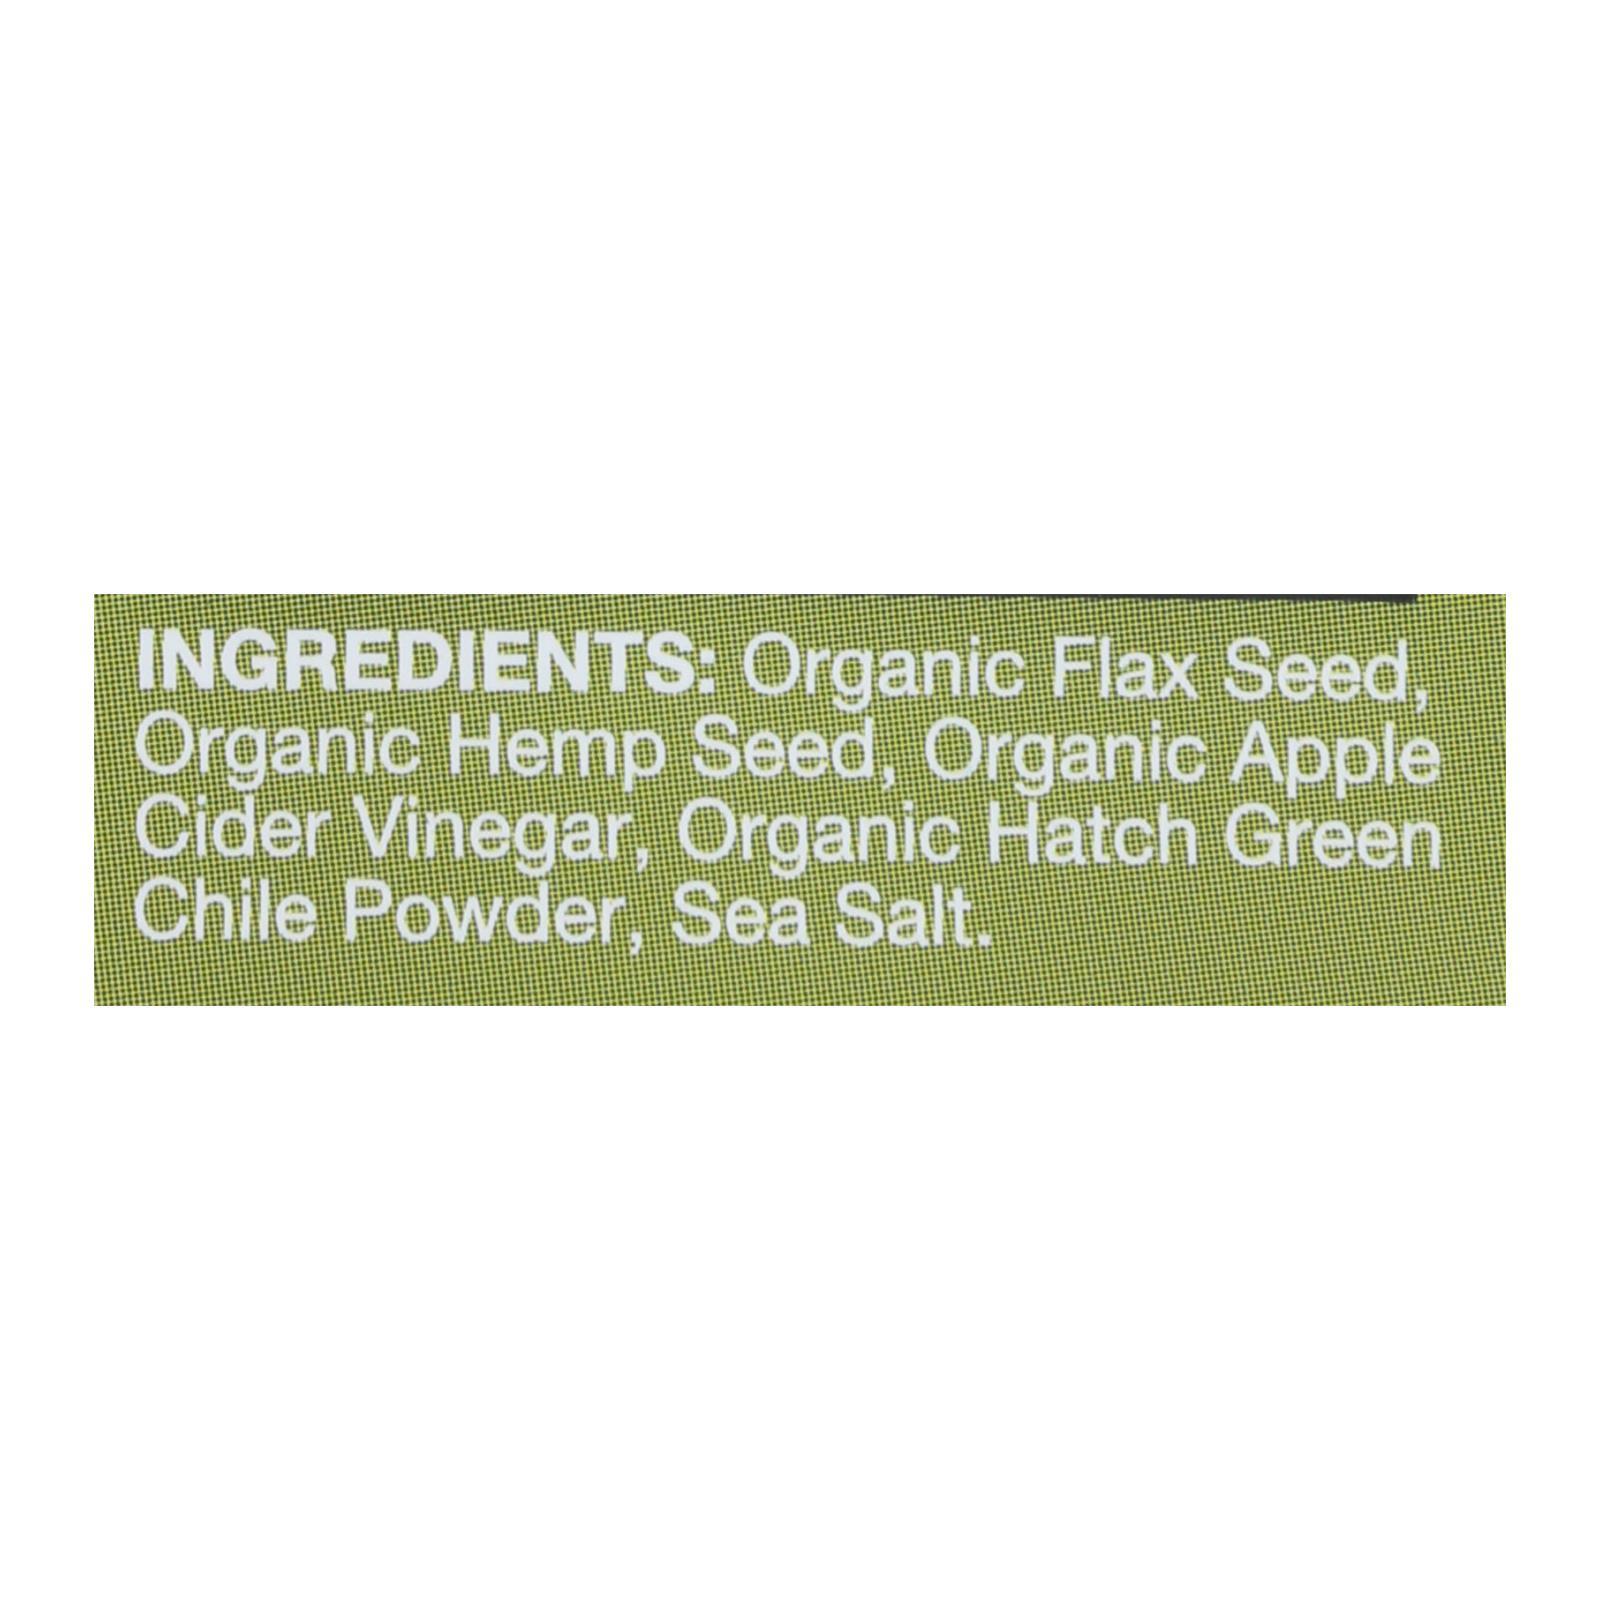 INGREDIENTS: Organic Flax Seed,
Organic Hemp Seed, Organic Apple
Cider Vinegar, Organic Hatch Green
Chile Powder, Sea Salt.